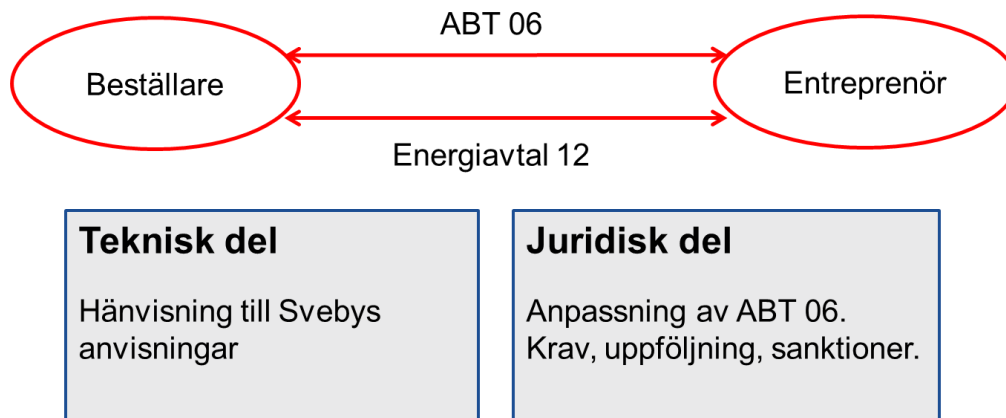 ABT 06
Beställare
Entreprenör
Energiavtal 12
Teknisk del
Hänvisning till Svebys
anvisningar
Juridisk del
Anpassning av ABT 06.
Krav, uppföljning, sanktioner.